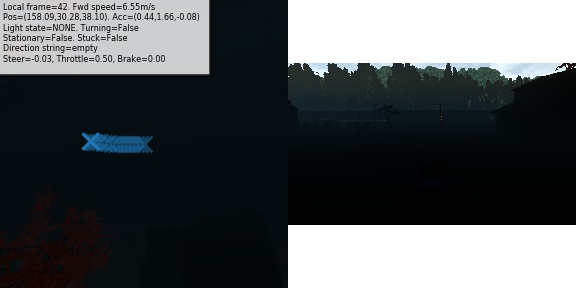 Local frame=42. Fwd speed=6.55m/s
Pos=(158.09,30.28,38.10). Acc=(0.44,1.66,-0.08)
Light state=NONE. Turning=False
Stationary=False. Stuck=False
Direction string=empty
Steer=-0.03, Throttle=0.50, Brake=0.00